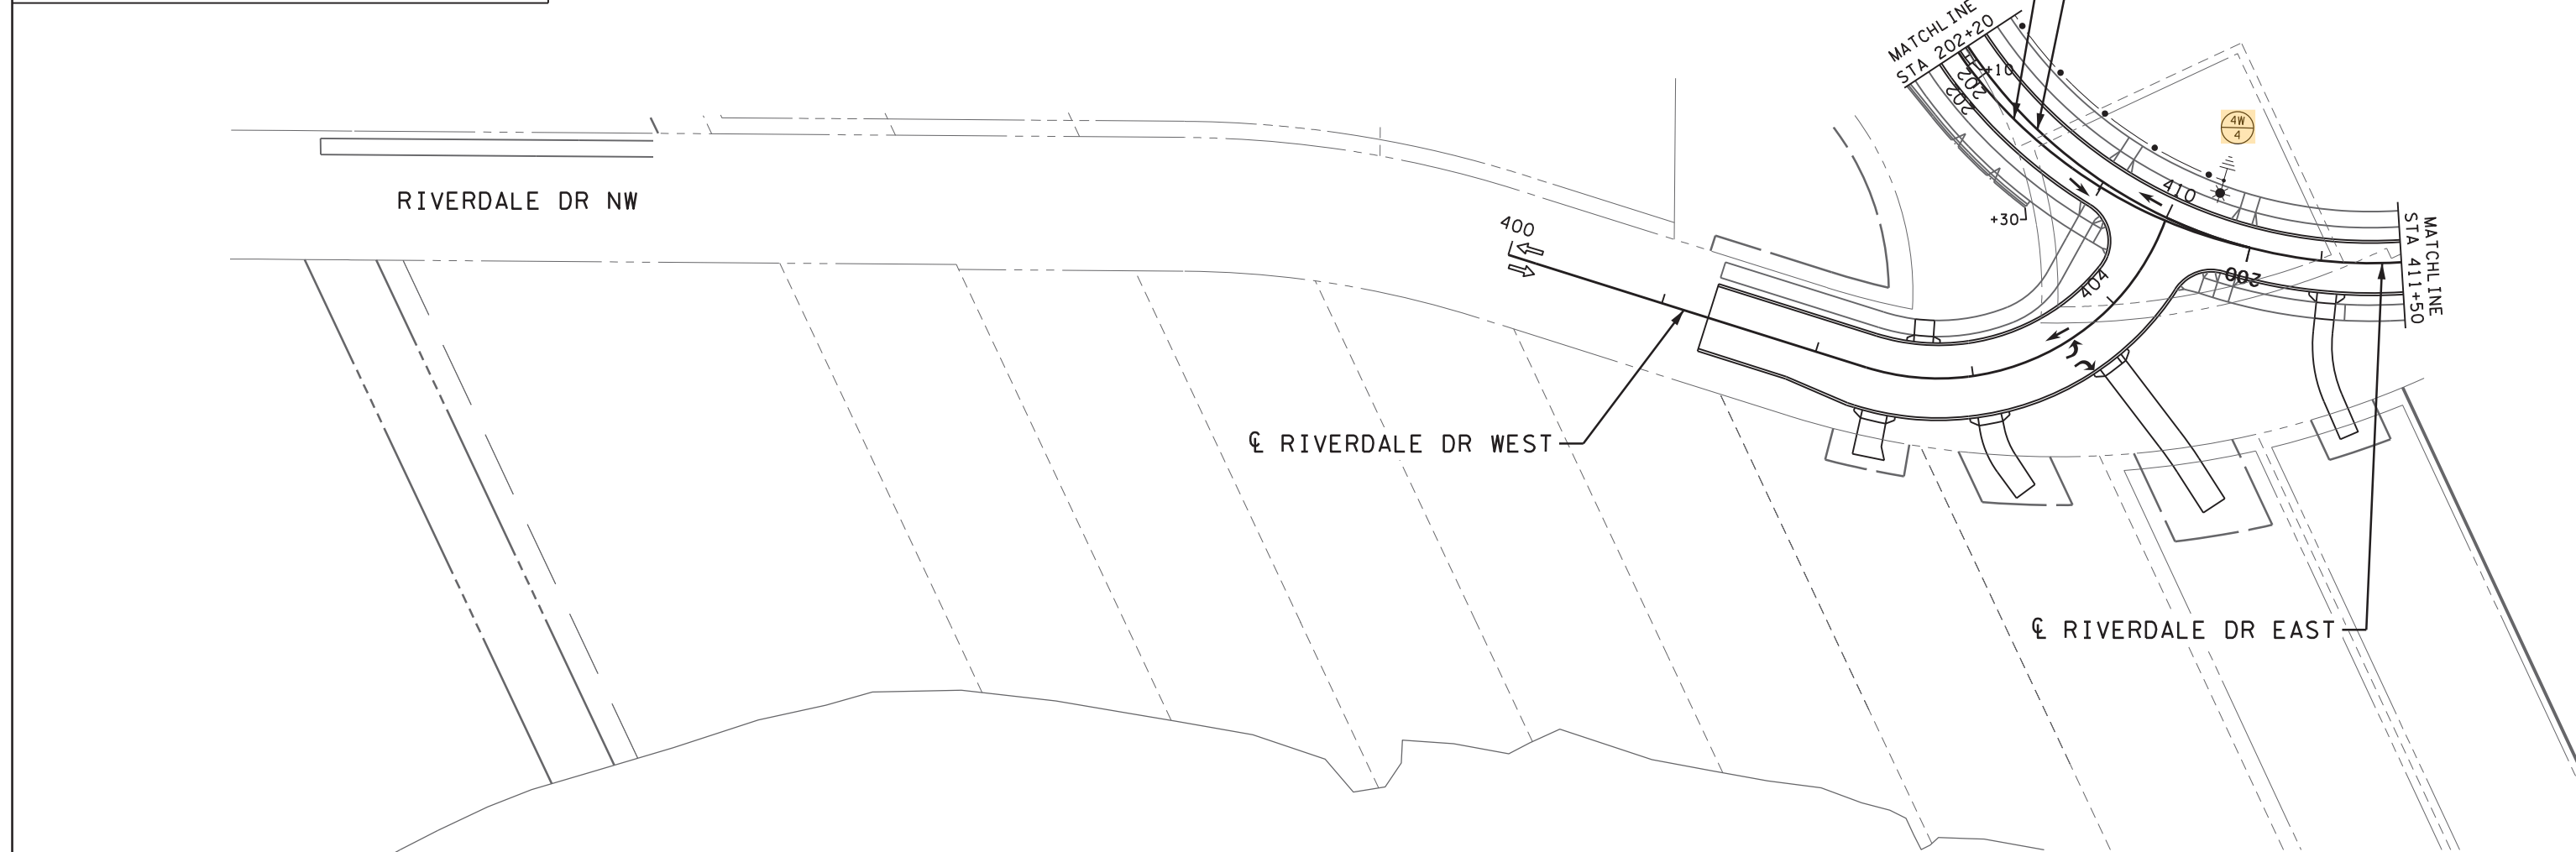 MATCHLINE
STA 202+20
+10
202
202
4W
4
410
+30
RIVERDALE DR NW
400
404
200
MATCHLINE
STA 411+50
℄ RIVERDALE DR WEST
℄ RIVERDALE DR EAST